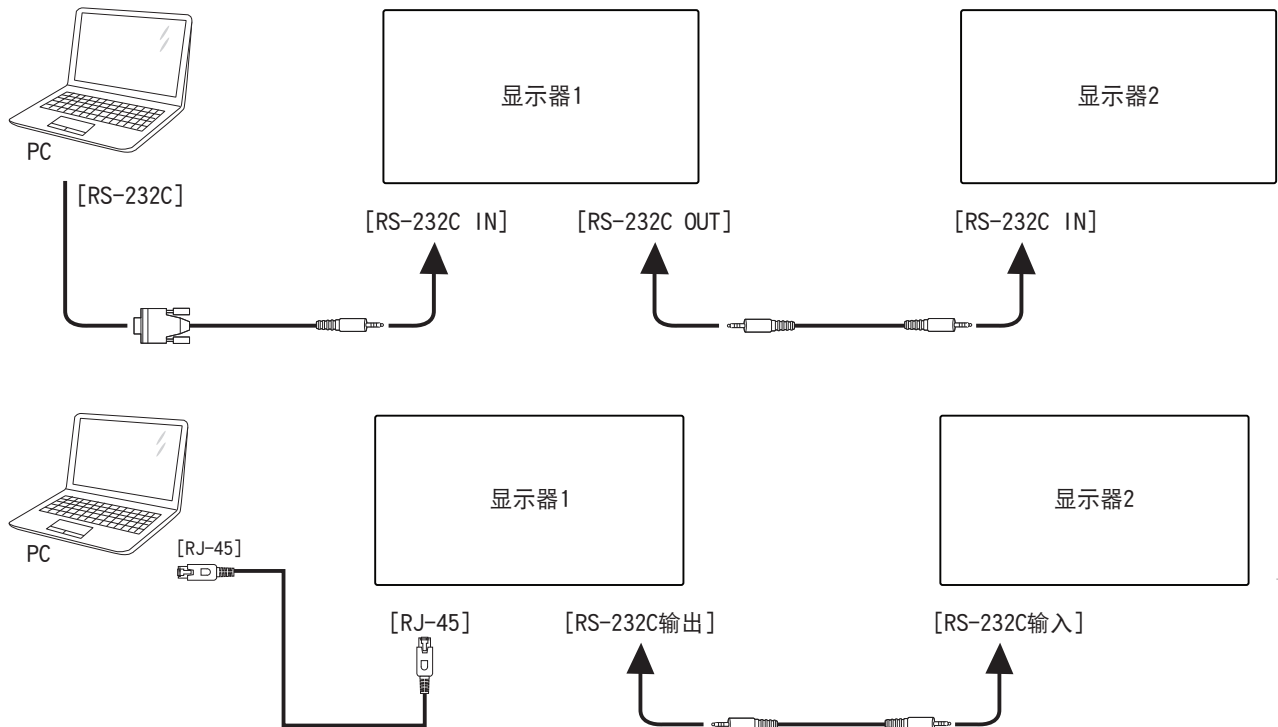 显示器1
显示器2
PC
[RS-232C]
[RS-232C IN]
[RS-232C OUT]
[RS-232C IN]
显示器1
显示器2
PC
[RJ-45]
[RJ-45]
[RS-232C输出]
[RS-232C输入]